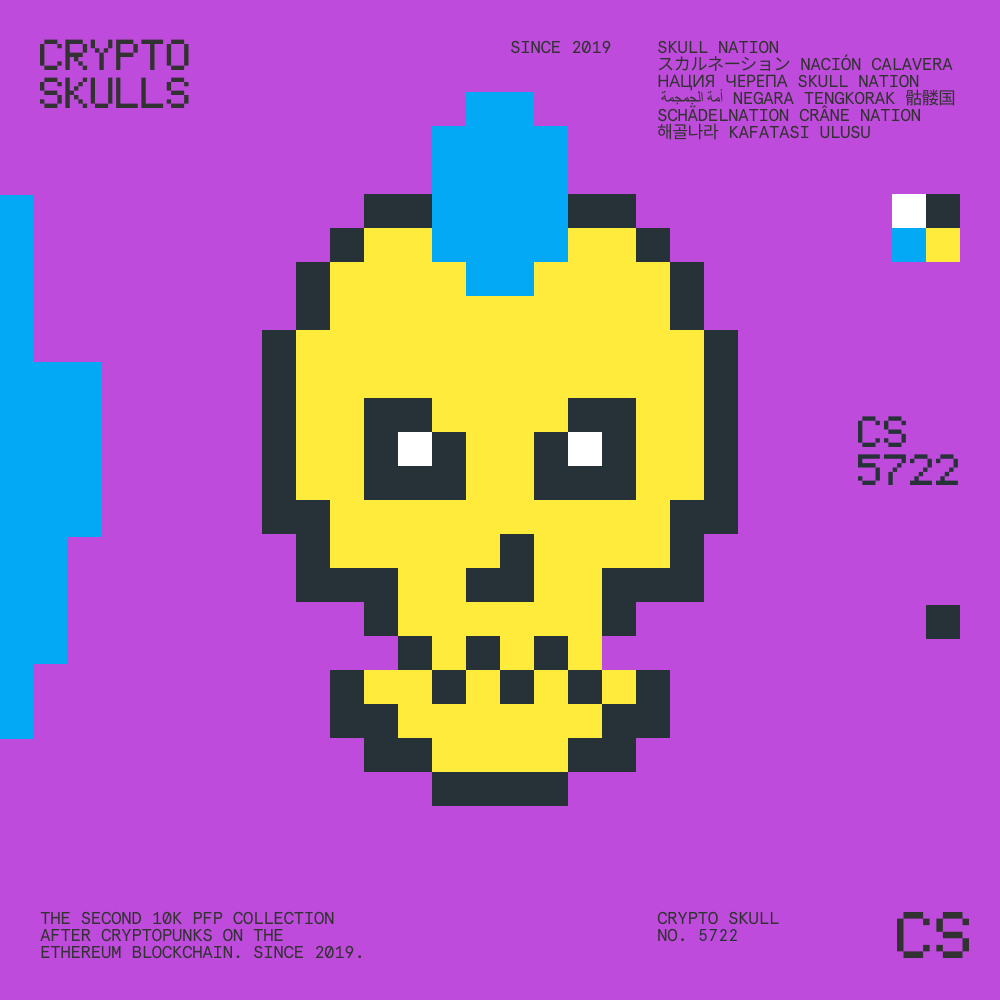 CRYPTO
SKULLS
SINCE 2019
SKULL NATION
スカルネーション NACIÓN CALAVERA
НАЦИЯ ЧЕРЕПА SKULL NATION
أمة الجمجمة NEGARA TENGKORAK 骷髅国
SCHÄDELNATION CRÂNE NATION
해골나라 KAFATASI ULUSU
CS
5722
THE SECOND 10K PFP COLLECTION
AFTER CRYPTOPUNKS ON THE
ETHEREUM BLOCKCHAIN. SINCE 2019.
CRYPTO SKULL
NO. 5722
CS